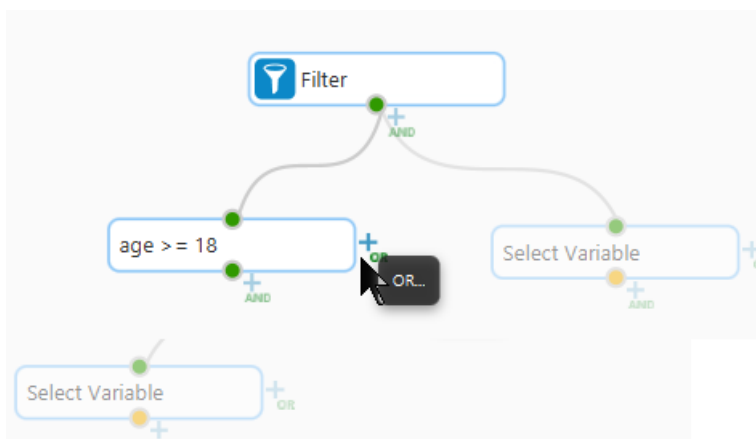 Filter
AND
age >= 18
OR
OR...
AND
Select Variable
AND
Select Variable
OR